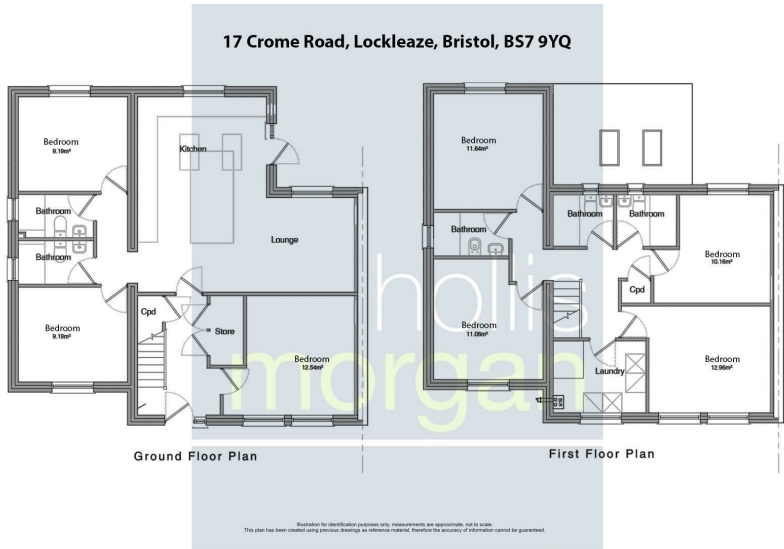 17 Crome Road, Lockleaze, Bristol, BS7 9YQ
Bedroom
9.19m²
Kitchen
Bathroom
Bathroom
Lounge
Bedroom
9.19m²
Cpd
Store
Bedroom
12.54m²
Ground Floor Plan
Bedroom
11.64m²
Bathroom
Bathroom
Bathroom
Bedroom
10.16m²
Cpd
Bedroom
11.06m²
Laundry
Bedroom
12.96m²
First Floor Plan
hollis
morgan
Illustration for identification purposes only, measurements are approximate, not to scale.
This plan has been created using previous drawings as reference material, therefore the accuracy of information cannot be guaranteed.